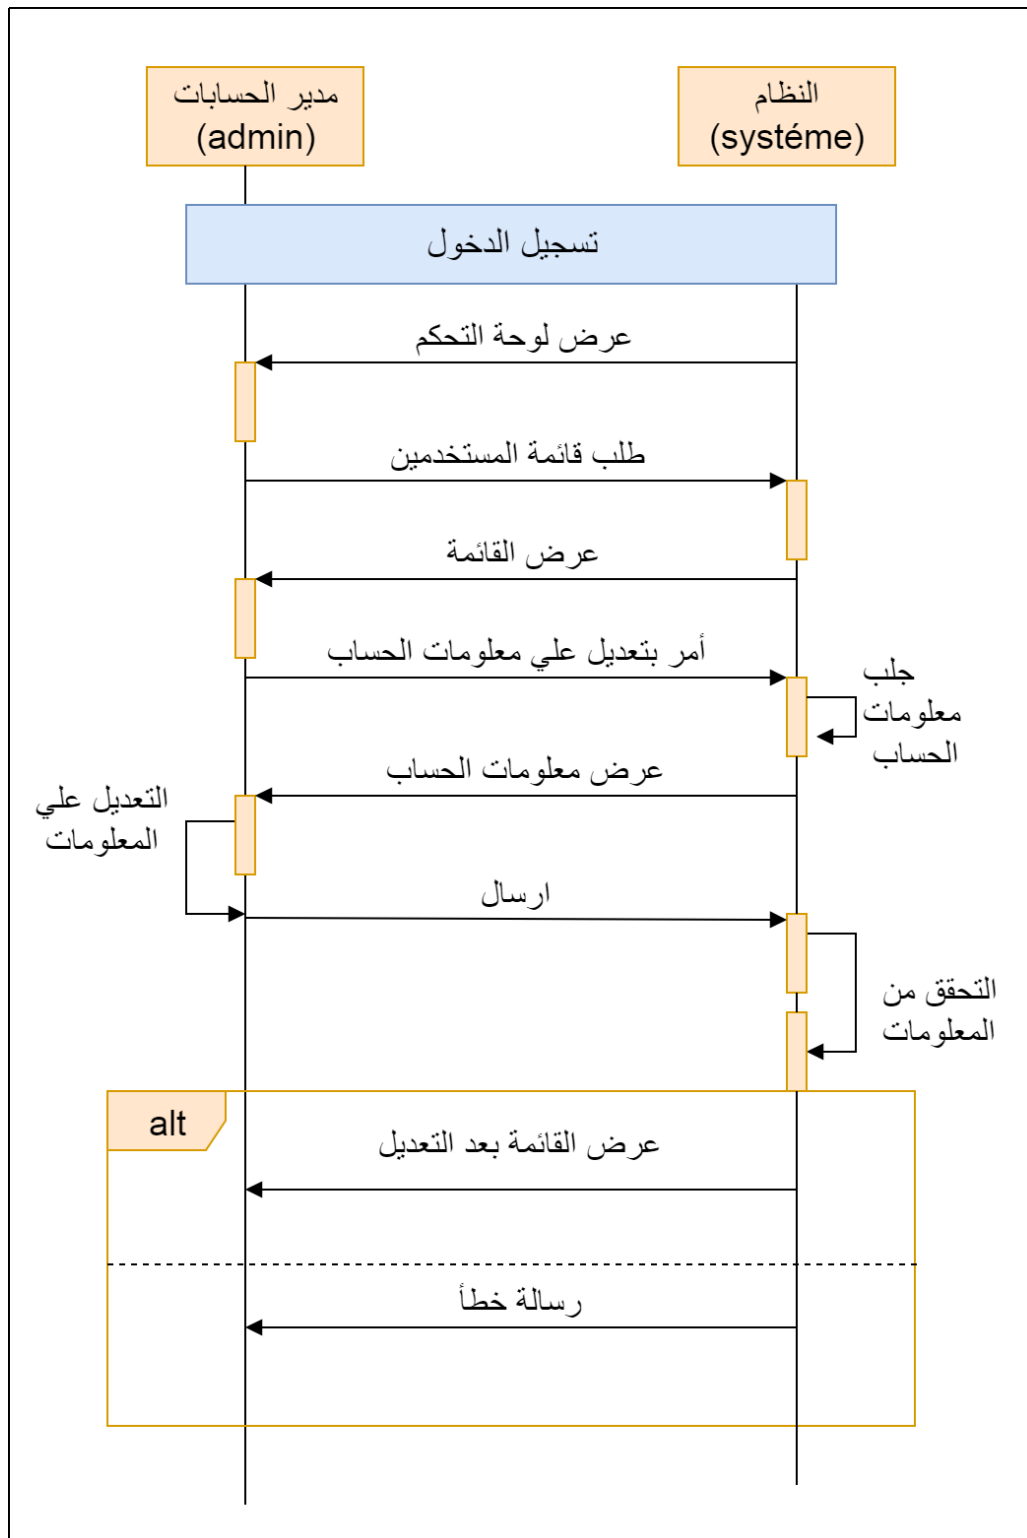 مدير الحسابات
(admin)
النظام
(systéme)
تسجيل الدخول
عرض لوحة التحكم
طلب قائمة المستخدمين
عرض القائمة
أمر بتعديل علي معلومات الحساب
جلب
معلومات
الحساب
عرض معلومات الحساب
التعديل علي
المعلومات
ارسال
التحقق من
المعلومات
alt
عرض القائمة بعد التعديل
رسالة خطأ